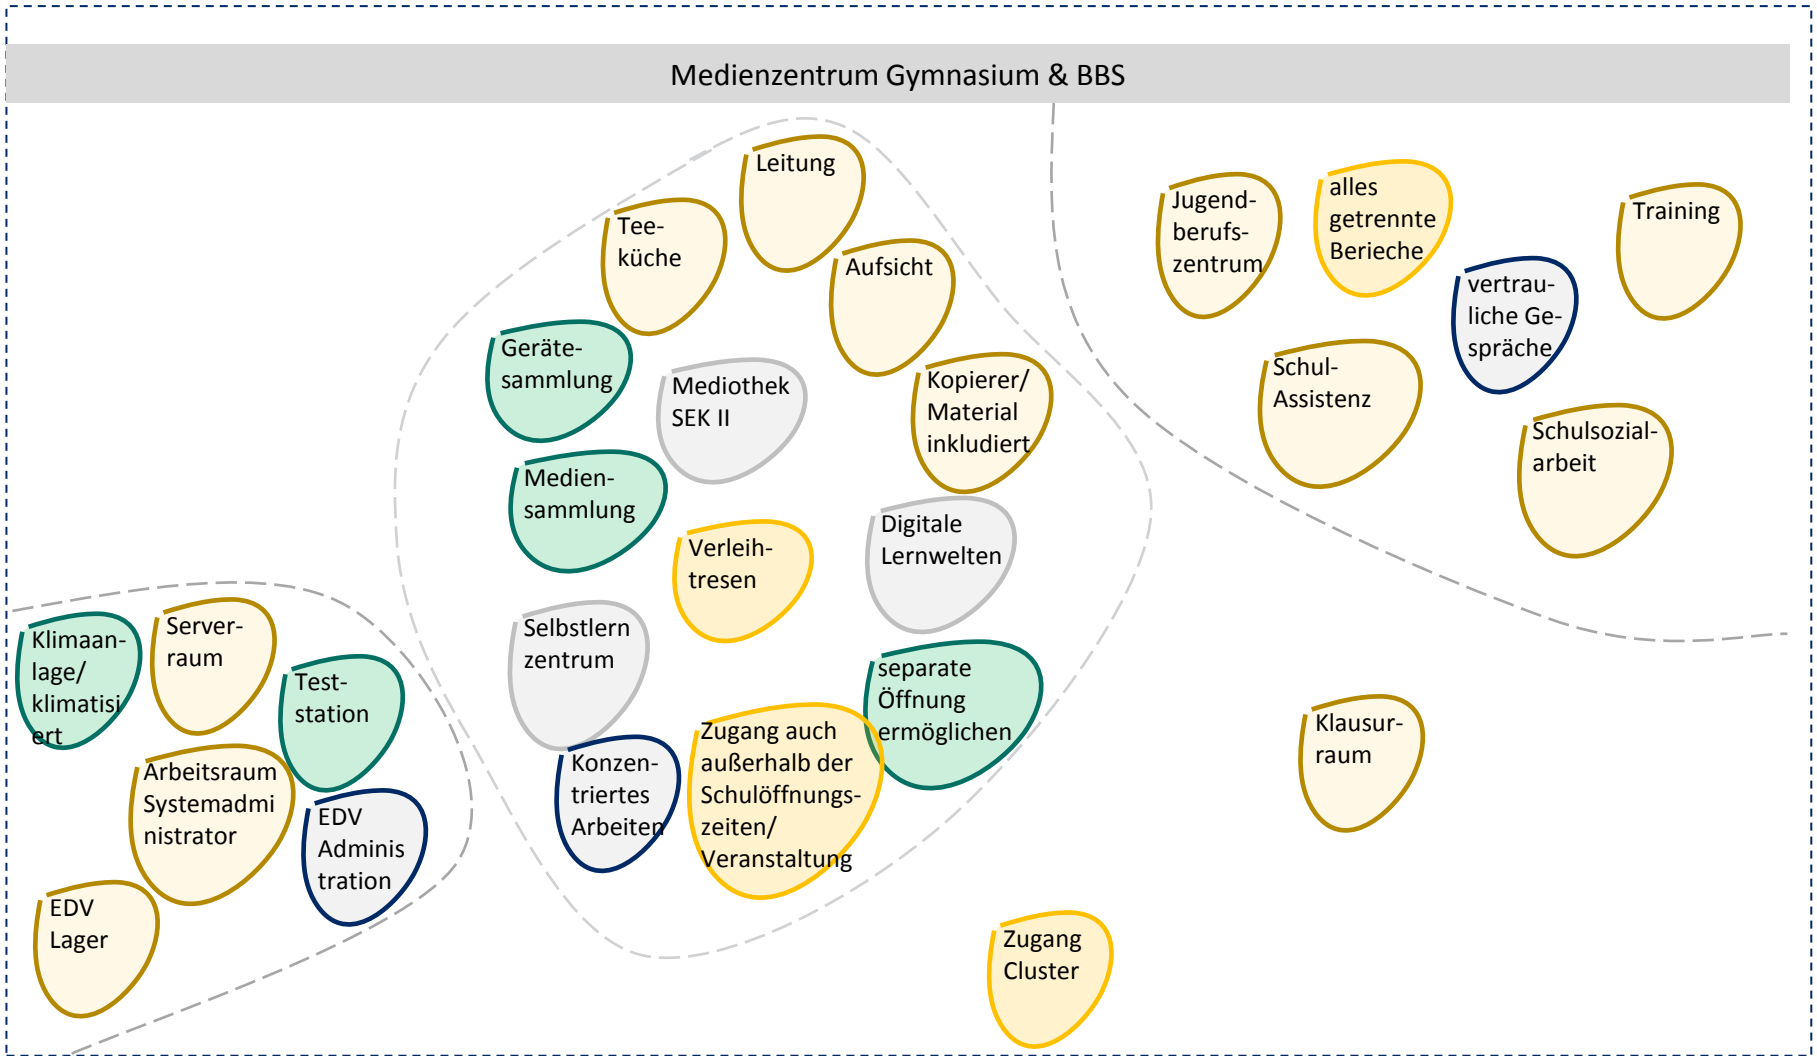 Medienzentrum Gymnasium & BBS
Leitung
Tee-
küche
Aufsicht
Geräte-
sammlung
Mediothek
SEK II
Kopierer/
Material
inkludiert
Medien-
sammlung
Verleih-
tresen
Digitale
Lernwelten
Selbstlern
zentrum
separate
Öffnung
ermöglichen
Konzen-
triertes
Arbeiten
Zugang auch
außerhalb der
Schulöffnungs-
zeiten/
Veranstaltung
Jugend-
berufs-
zentrum
alles
getrennte
Berieche
vertrau-
liche Ge-
spräche
Training
Schul-
Assistenz
Schulsozial-
arbeit
Klimaan-
lage/
klimatisi
ert
Server-
raum
Test-
station
Arbeitsraum
Systemadmi
nistrator
EDV
Adminis
tration
EDV
Lager
Klausur-
raum
Zugang
Cluster